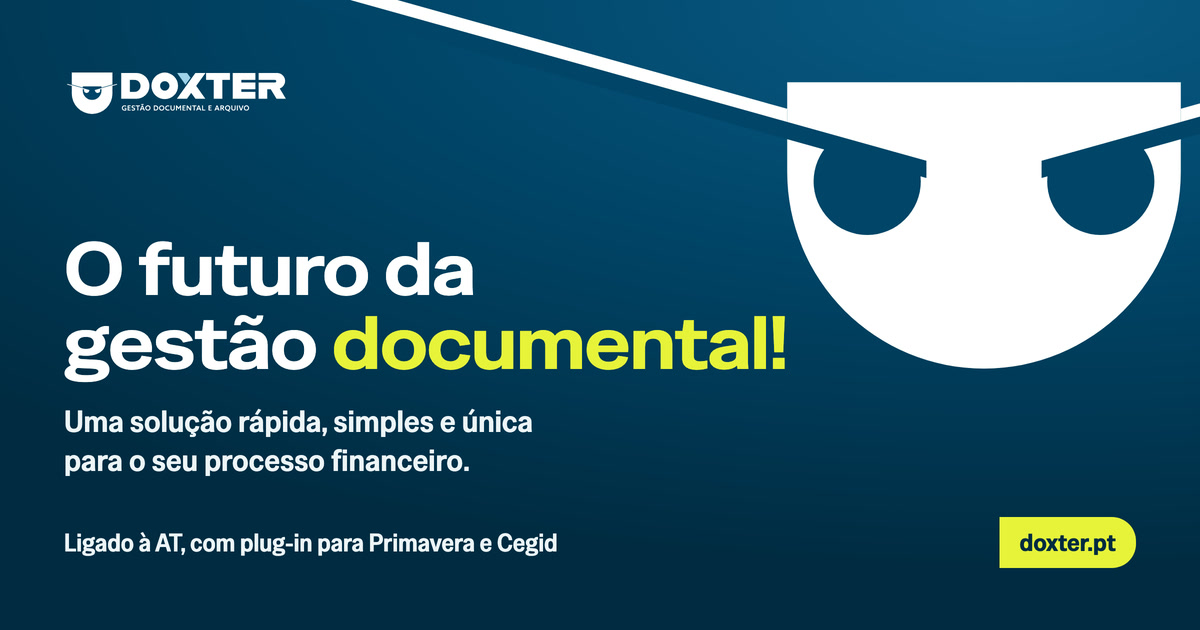 DOXTER
GESTÃO DOCUMENTAL E ARQUIVO
O futuro da
gestão documental!
Uma solução rápida, simples e única
para o seu processo financeiro.
Ligado à AT, com plug-in para Primavera e Cegid
doxter.pt